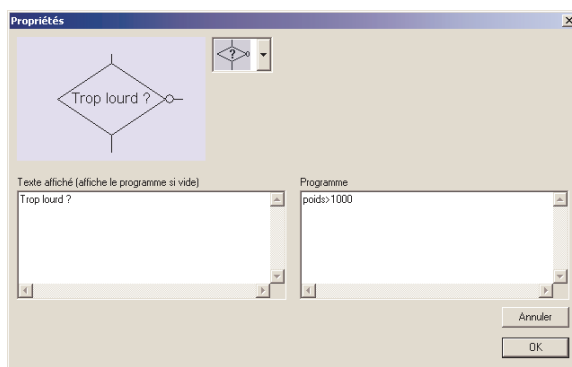 Propriétés
Trop lourd ?
?
Texte affiché (affiche le programme si vide)
Programme
Trop lourd ?
poids>1000
Annuler
OK